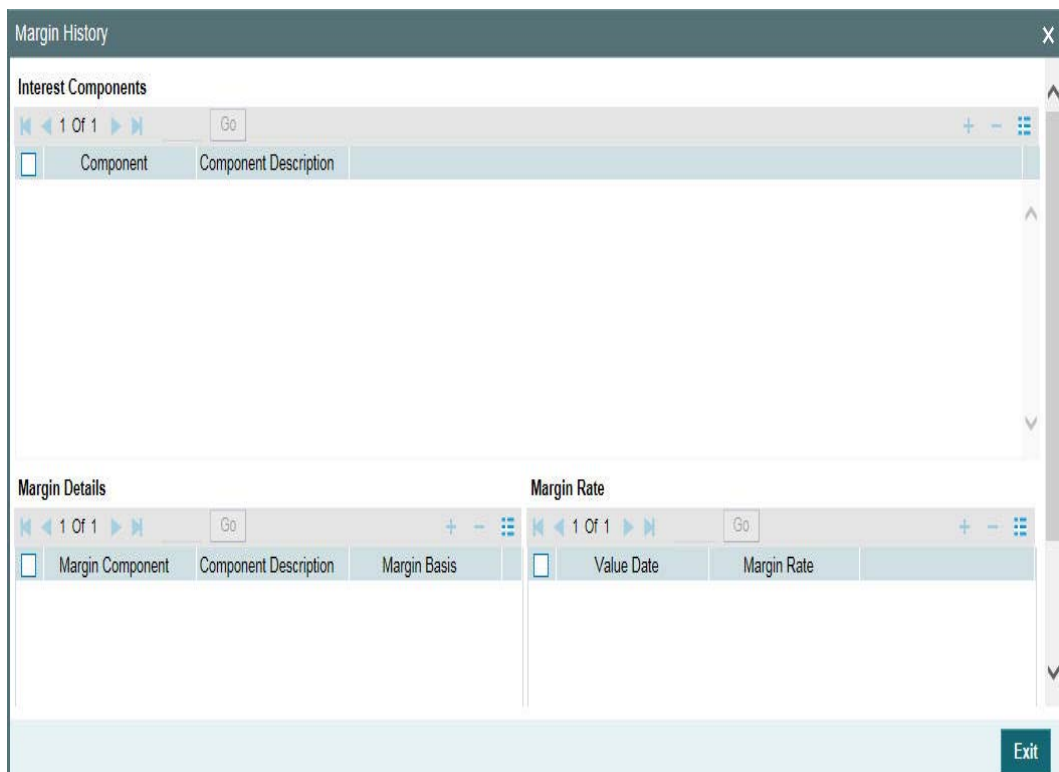 Margin History X
Interest Components
1 Of 1 Go
Component Component Description
Margin Details Margin Rate
1 Of 1 Go 1 Of 1 Go
Margin Component Component Description Margin Basis Value Date Margin Rate
Exit